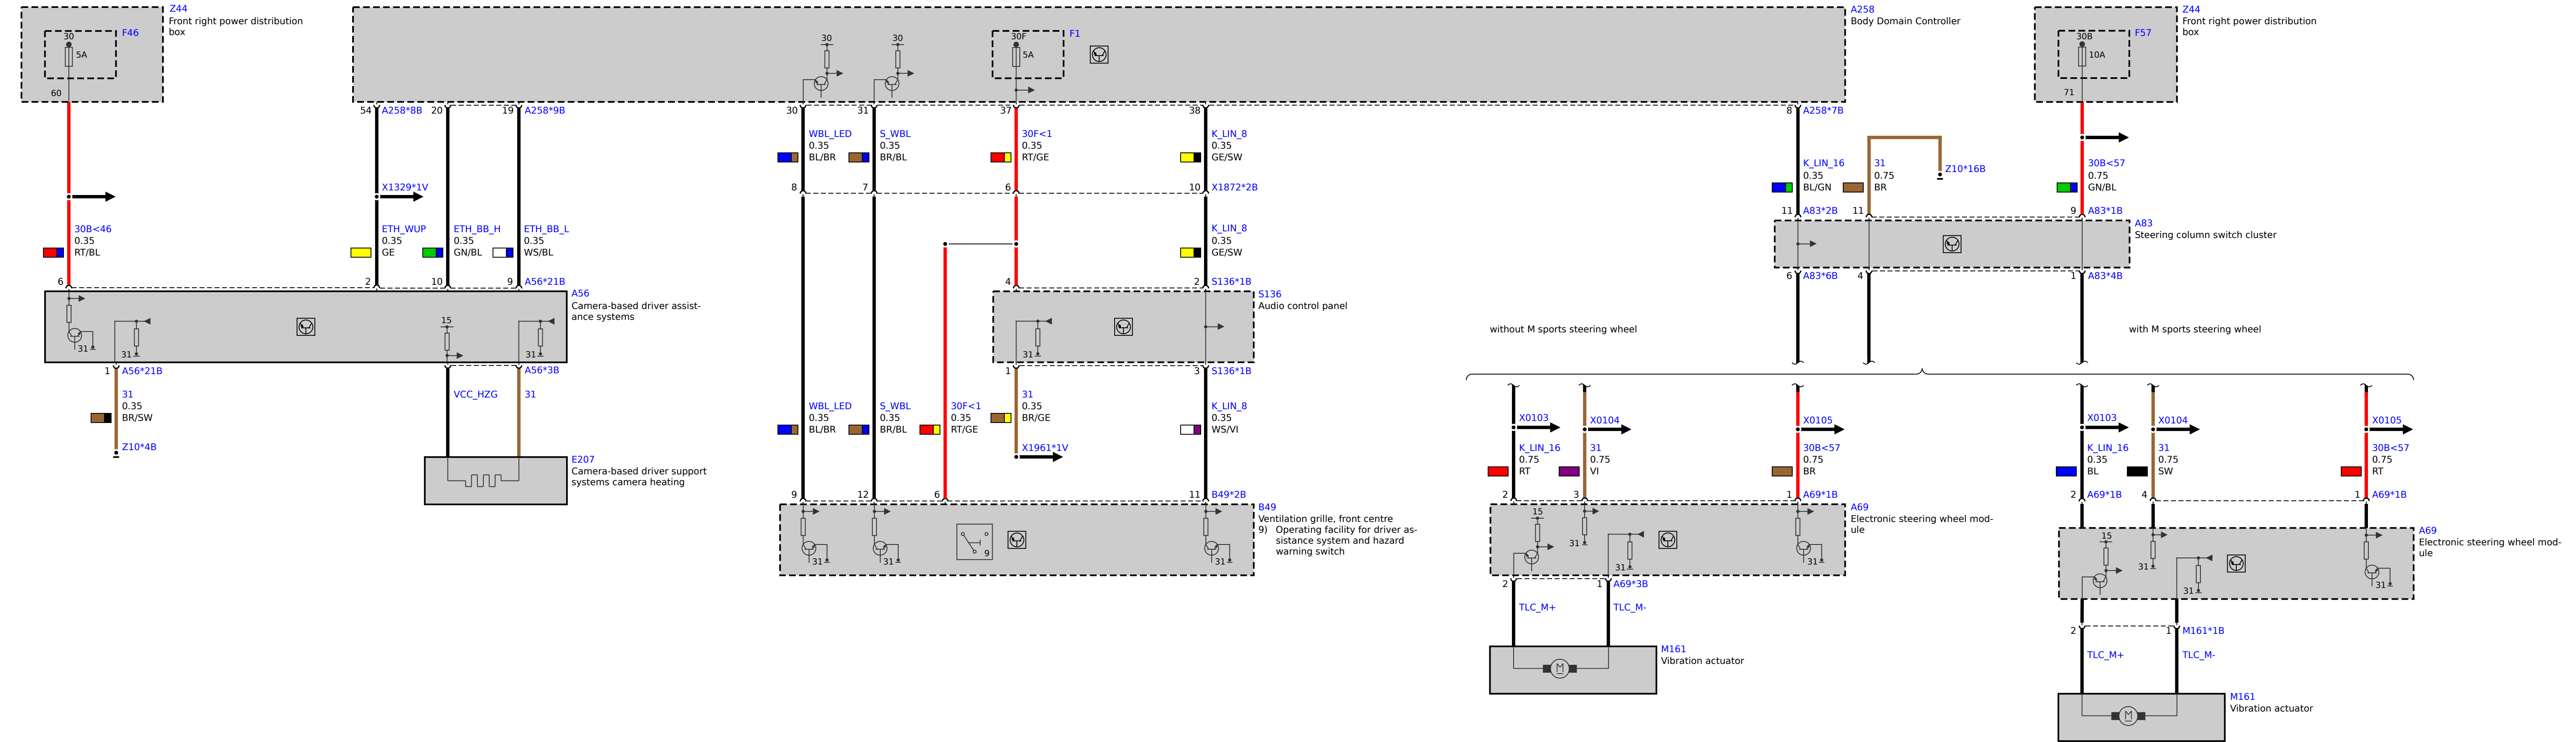 Z44
Front right power distribution
box
F46
30
5A
60
A258
Body Domain Controller
30
30
30F
5A
F1
Z44
Front right power distribution
box
F57
30B
10A
71
54 A258*8B 20 19 A258*9B
30 31 37 38
8 A258*7B
WBL_LED
0.35
BL/BR
S_WBL
0.35
BR/BL
30F<1
0.35
RT/GE
K_LIN_8
0.35
GE/SW
K_LIN_16
0.35
BL/GN
31
0.75
BR
Z10*16B
30B<57
0.75
GN/BL
X1329*1V
8 7 6 10 X1872*2B
11 A83*2B 11 9 A83*1B
A83
Steering column switch cluster
30B<46
0.35
RT/BL
ETH_WUP
0.35
GE
ETH_BB_H
0.35
GN/BL
ETH_BB_L
0.35
WS/BL
K_LIN_8
0.35
GE/SW
6 2 10 9 A56*21B
4 2 S136*1B
6 A83*6B 4 1 A83*4B
A56
Camera-based driver assist-
ance systems
31
31
15
31
S136
Audio control panel
31
without M sports steering wheel
with M sports steering wheel
1 A56*21B
A56*3B
1 3 S136*1B
31
0.35
BR/SW
Z10*4B
VCC_HZG
31
WBL_LED
0.35
BL/BR
S_WBL
0.35
BR/BL
30F<1
0.35
RT/GE
31
0.35
BR/GE
X1961*1V
K_LIN_8
0.35
WS/VI
X0103
K_LIN_16
0.75
RT
X0104
31
0.75
VI
X0105
30B<57
0.75
BR
X0103
K_LIN_16
0.35
BL
X0104
31
0.75
SW
X0105
30B<57
0.75
RT
E207
Camera-based driver support
systems camera heating
9 12 6 11 B49*2B
2 3 1 A69*1B
2 A69*1B 4 1 A69*1B
B49
Ventilation grille, front centre
9) Operating facility for driver as-
sistance system and hazard
warning switch
31
31
9
31
A69
Electronic steering wheel mod-
ule
15
31
31
31
A69
Electronic steering wheel mod-
ule
15
31
31
31
2 1 A69*3B
TLC_M+
TLC_M-
2 1 M161*1B
TLC_M+
TLC_M-
M161
Vibration actuator
M
M161
Vibration actuator
M